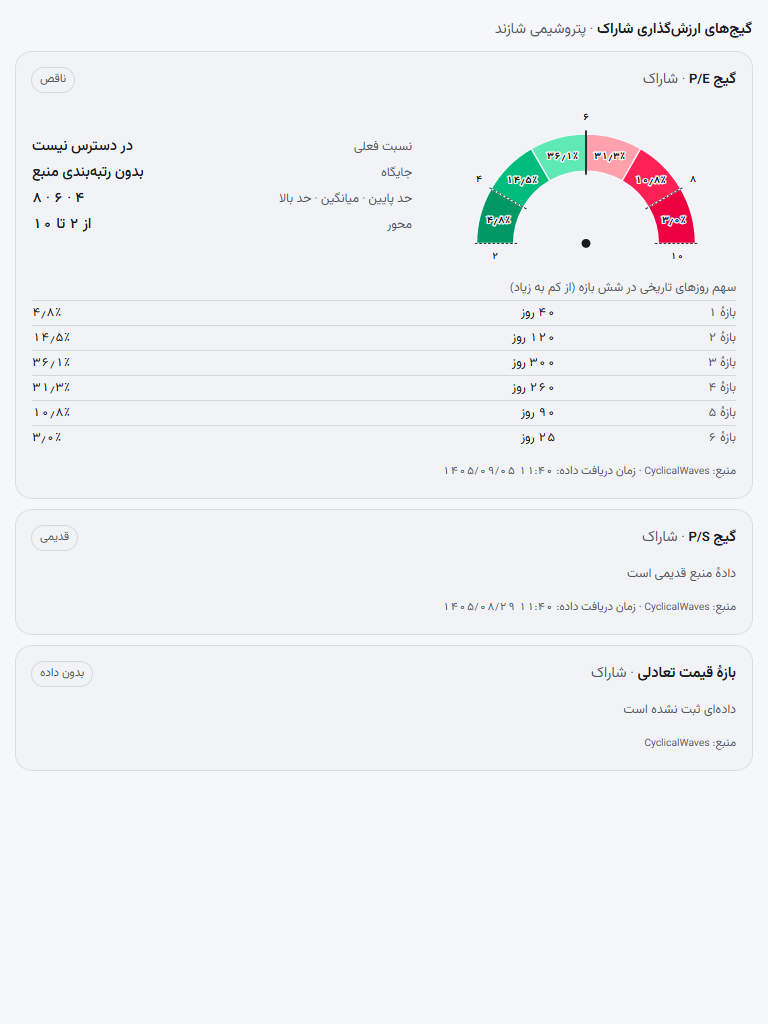 گیج‌های ارزش‌گذاری شاراک · پتروشیمی شازند
گیج P/E · شاراک
ناقص
۶
۳۶٫۱٪
۳۱٫۳٪
۴
۱۴٫۵٪
۱۰٫۸٪
۸
۴٫۸٪
۳٫۰٪
۲
۱۰
نسبت فعلی
در دسترس نیست
جایگاه
بدون رتبه‌بندی منبع
حد پایین · میانگین · حد بالا
۴ · ۶ · ۸
محور
از ۲ تا ۱۰
سهم روزهای تاریخی در شش بازه (از کم به زیاد)
بازهٔ ۱ ۴۰ روز ۴٫۸٪
بازهٔ ۲ ۱۲۰ روز ۱۴٫۵٪
بازهٔ ۳ ۳۰۰ روز ۳۶٫۱٪
بازهٔ ۴ ۲۶۰ روز ۳۱٫۳٪
بازهٔ ۵ ۹۰ روز ۱۰٫۸٪
بازهٔ ۶ ۲۵ روز ۳٫۰٪
منبع: CyclicalWaves · زمان دریافت داده: ۱۴۰۵/۰۹/۰۵ ۱۱:۴۰
گیج P/S · شاراک
قدیمی
دادهٔ منبع قدیمی است
منبع: CyclicalWaves · زمان دریافت داده: ۱۴۰۵/۰۸/۲۹ ۱۱:۴۰
بازهٔ قیمت تعادلی · شاراک
بدون داده
داده‌ای ثبت نشده است
منبع: CyclicalWaves